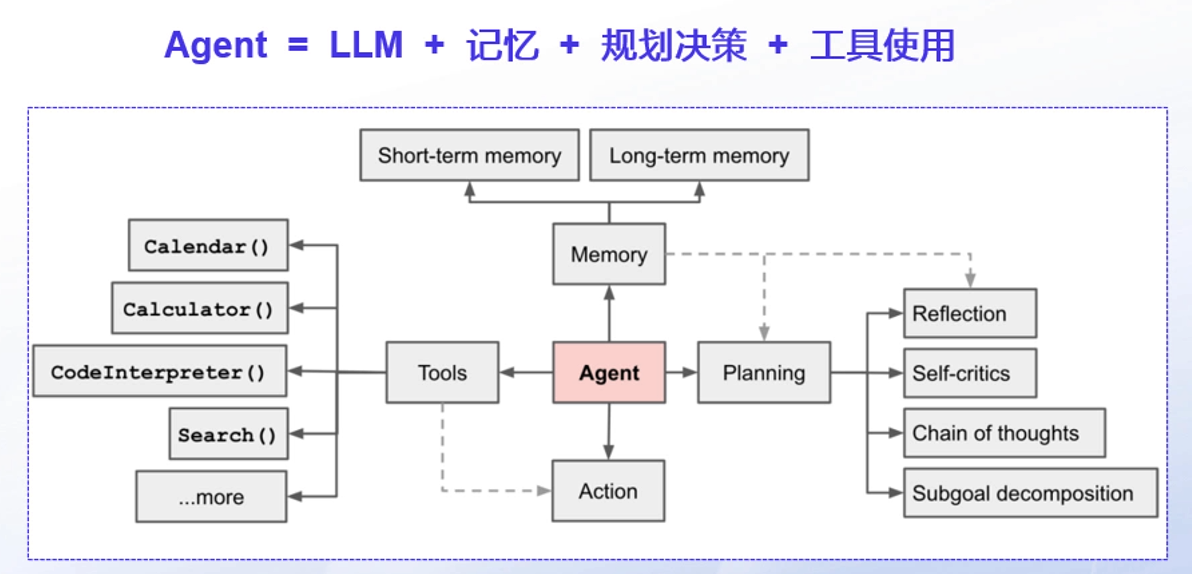 Agent = LLM + 记忆 + 规划决策 + 工具使用
Short-term memory
Long-term memory
Calendar()
Memory
Calculator()
Reflection
CodeInterpreter()
Tools
Agent
Planning
Self-critics
Search()
Chain of thoughts
...more
Action
Subgoal decomposition